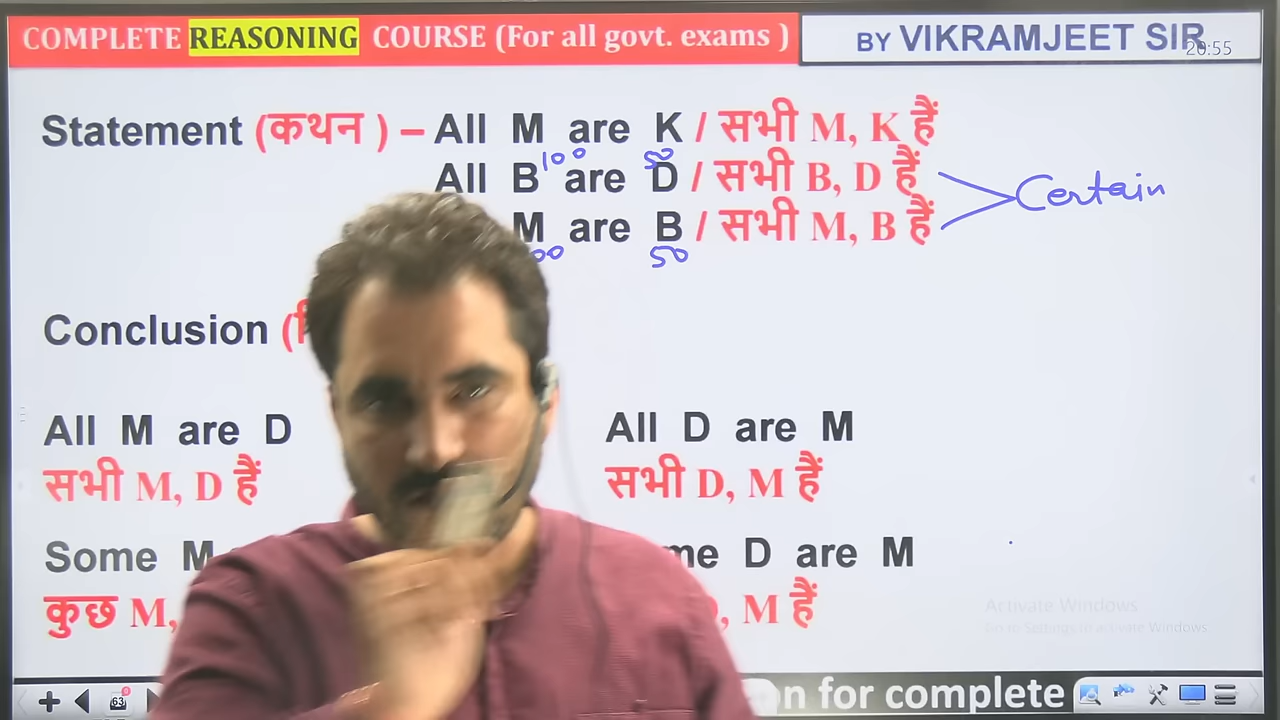 COMPLETE REASONING COURSE (For all govt. exams )
BY VIKRAMJEET SIR
20:55
Statement (कथन ) – All M are K / सभी M, K हैं
100 50
All B are D / सभी B, D हैं
Certain
M are B / सभी M, B हैं
50
Conclusion (
All M are D
All D are M
सभी M, D हैं
सभी D, M हैं
Some M
D are M
कुछ M,
M हैं
Activate Windows
Go to Settings to activate Windows
63
for complete